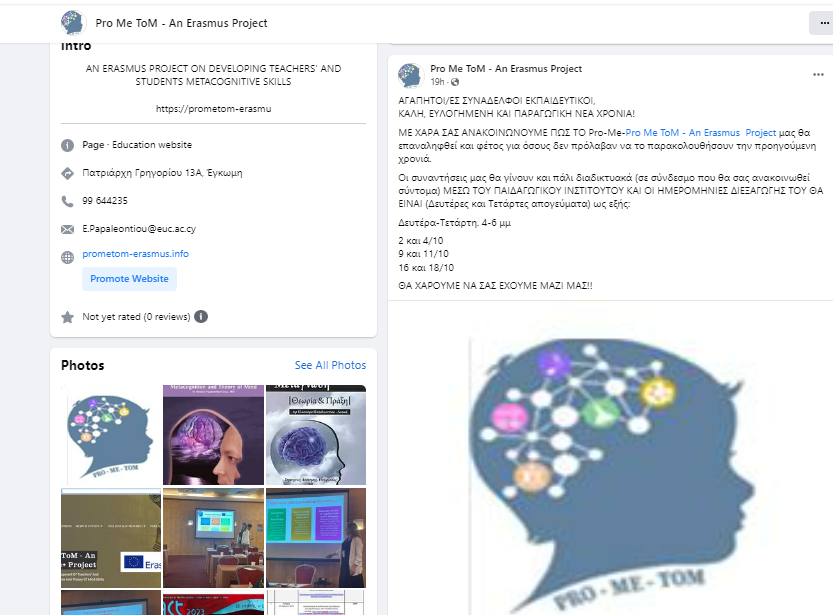 Pro Me ToM - An Erasmus Project
Intro
AN ERASMUS PROJECT ON DEVELOPING TEACHERS' AND
STUDENTS METACOGNITIVE SKILLS
https://prometom-erasmu
Page · Education website
Πατριάρχη Γρηγορίου 13Α, Έγκωμη
99 644235
E.Papaleontiou@euc.ac.cy
prometom-erasmus.info
Promote Website
Not yet rated (0 reviews)
Photos
See All Photos
Metacognition and Theory of Mind
|Θεωρία & Πράξη|
PRO-ME-TOM
ToM - An
+ Project
Eras
2023
Pro Me ToM - An Erasmus Project
19h ·
ΑΓΑΠΗΤΟΙ/ΕΣ ΣΥΝΑΔΕΛΦΟΙ ΕΚΠΑΙΔΕΥΤΙΚΟΙ,
ΚΑΛΗ, ΕΥΛΟΓΗΜΕΝΗ ΚΑΙ ΠΑΡΑΓΩΓΙΚΗ ΝΕΑ ΧΡΟΝΙΑ!
ΜΕ ΧΑΡΑ ΣΑΣ ΑΝΑΚΟΙΝΩΝΟΥΜΕ ΠΩΣ ΤΟ Pro-Me-Pro Me ToM - An Erasmus Project μας θα
επαναληφθεί και φέτος για όσους δεν πρόλαβαν να το παρακολουθήσουν την προηγούμενη
χρονιά.
Οι συναντήσεις μας θα γίνουν και πάλι διαδικτυακά (σε σύνδεσμο που θα σας ανακοινωθεί
σύντομα) ΜΕΣΩ ΤΟΥ ΠΑΙΔΑΓΩΓΙΚΟΥ ΙΝΣΤΙΤΟΥΤΟΥ ΚΑΙ ΟΙ ΗΜΕΡΟΜΗΝΙΕΣ ΔΙΕΞΑΓΩΓΗΣ ΤΟΥ ΘΑ
ΕΙΝΑΙ (Δευτέρες και Τετάρτες απογεύματα) ως εξής:
Δευτέρα-Τετάρτη, 4-6 μμ
2 και 4/10
9 και 11/10
16 και 18/10
ΘΑ ΧΑΡΟΥΜΕ ΝΑ ΣΑΣ ΕΧΟΥΜΕ ΜΑΖΙ ΜΑΣ!!
PRO - ME - TOM